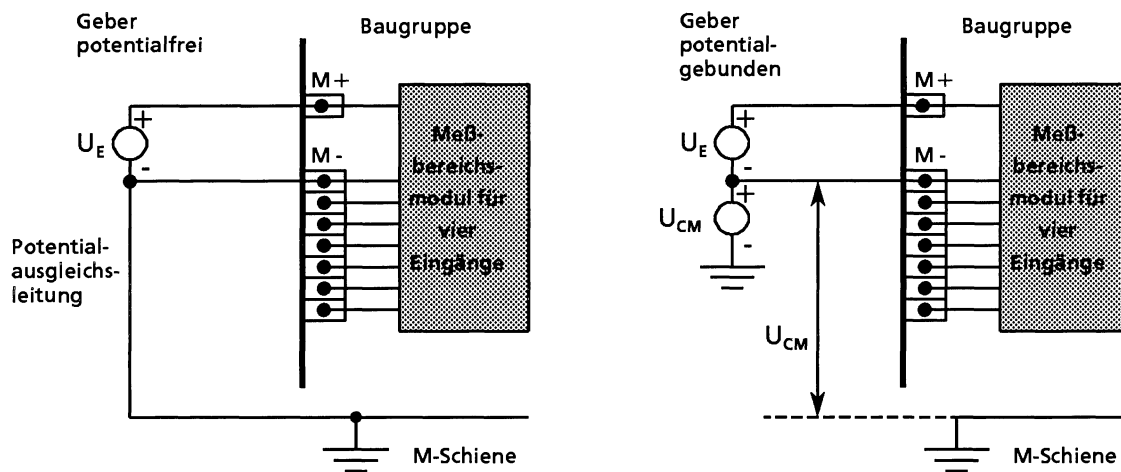 Geber
potentialfrei
Baugruppe
M+
+
U_E
-
M-
Meß-
bereichs-
modul für
vier
Eingänge
Potential-
ausgleichs-
leitung
M-Schiene
Geber
potential-
gebunden
Baugruppe
M+
+
U_E
-
M-
+
U_CM
-
Meß-
bereichs-
modul für
vier
Eingänge
U_CM
M-Schiene